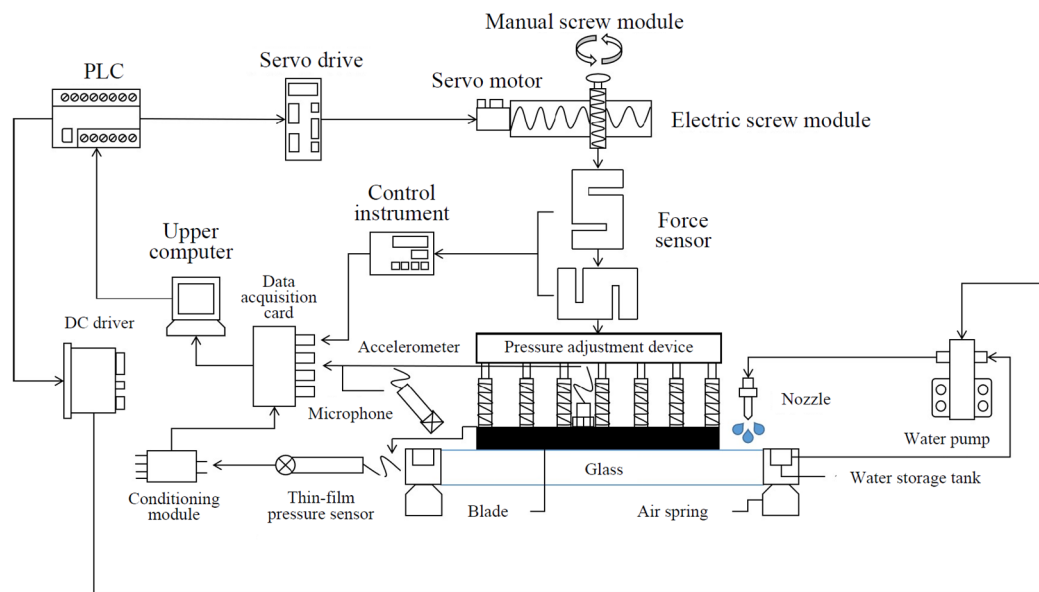 Manual screw module
Servo drive
PLC
Servo motor
Electric screw module
Control
instrument
Force
sensor
Upper
computer
Data
acquisition
card
DC driver
Accelerometer
Pressure adjustment device
Microphone
Nozzle
Water pump
Glass
Water storage tank
Conditioning
module
Thin-film
pressure sensor
Blade
Air spring